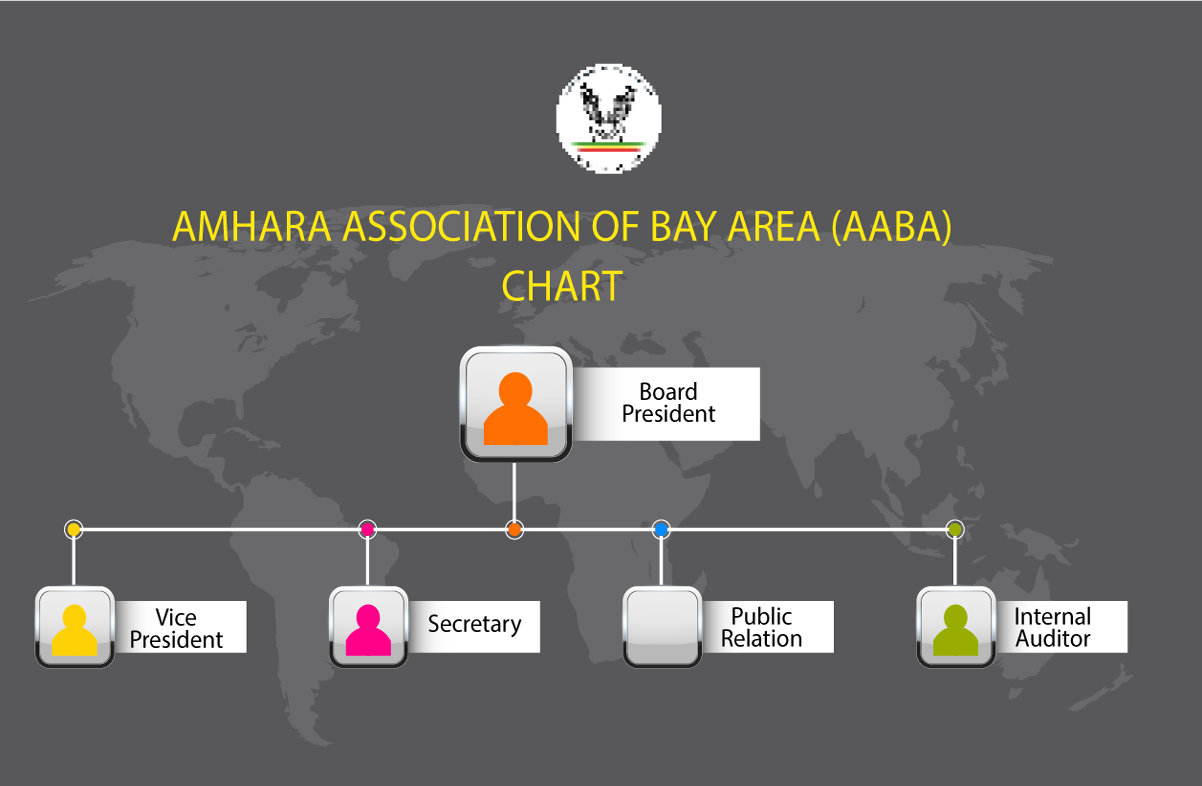 AMHARA ASSOCIATION OF BAY AREA (AABA)
CHART
Board
President
Vice
President
Secretary
Public
Relation
Internal
Auditor